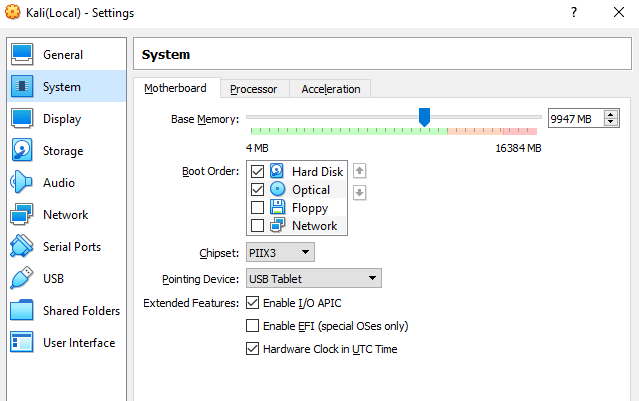 Kali(Local) - Settings
General
System
Display
Storage
Audio
Network
Serial Ports
USB
Shared Folders
User Interface
System
Motherboard Processor Acceleration
Base Memory: 9947 MB
4 MB 16384 MB
Boot Order: Hard Disk
Optical
Floppy
Network
Chipset: PIIX3
Pointing Device: USB Tablet
Extended Features: Enable I/O APIC
Enable EFI (special OSes only)
Hardware Clock in UTC Time